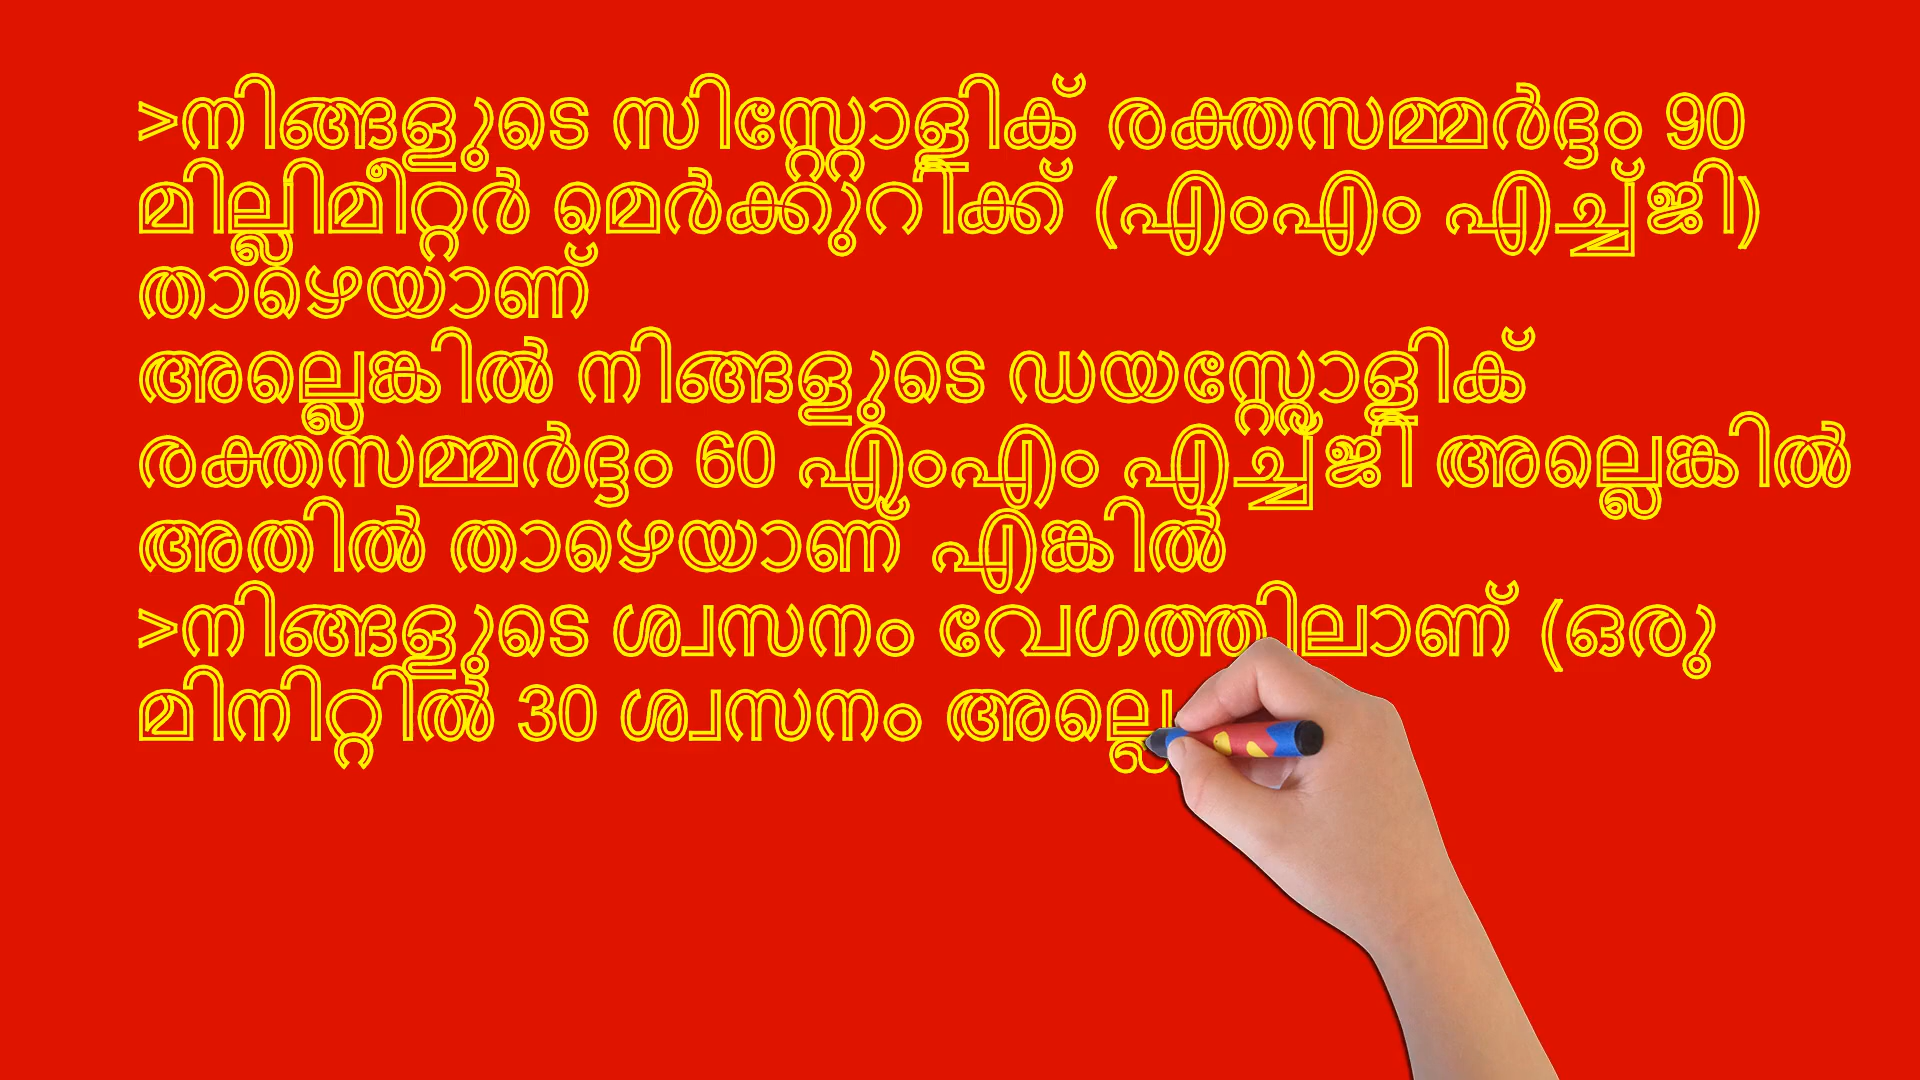 >നിങ്ങളുടെ സിസ്റ്റോളിക് രക്തസമ്മർദ്ദം 90
മില്ലിമീറ്റർ മെർക്കുറിക്ക് (എംഎം എച്ച്ജി)
താഴെയാണ്
അല്ലെങ്കിൽ നിങ്ങളുടെ ഡയസ്റ്റോളിക്
രക്തസമ്മർദ്ദം 60 എംഎം എച്ച്ജി അല്ലെങ്കിൽ
അതിൽ താഴെയാണ് എങ്കിൽ
>നിങ്ങളുടെ ശ്വസനം വേഗത്തിലാണ് (ഒരു
മിനിറ്റിൽ 30 ശ്വസനം അല്ലെ